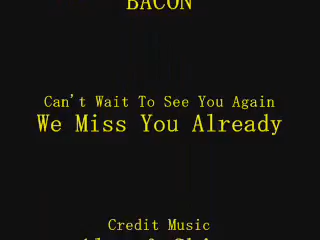 BACON
Can't Wait To See You Again
We Miss You Already
Credit Music